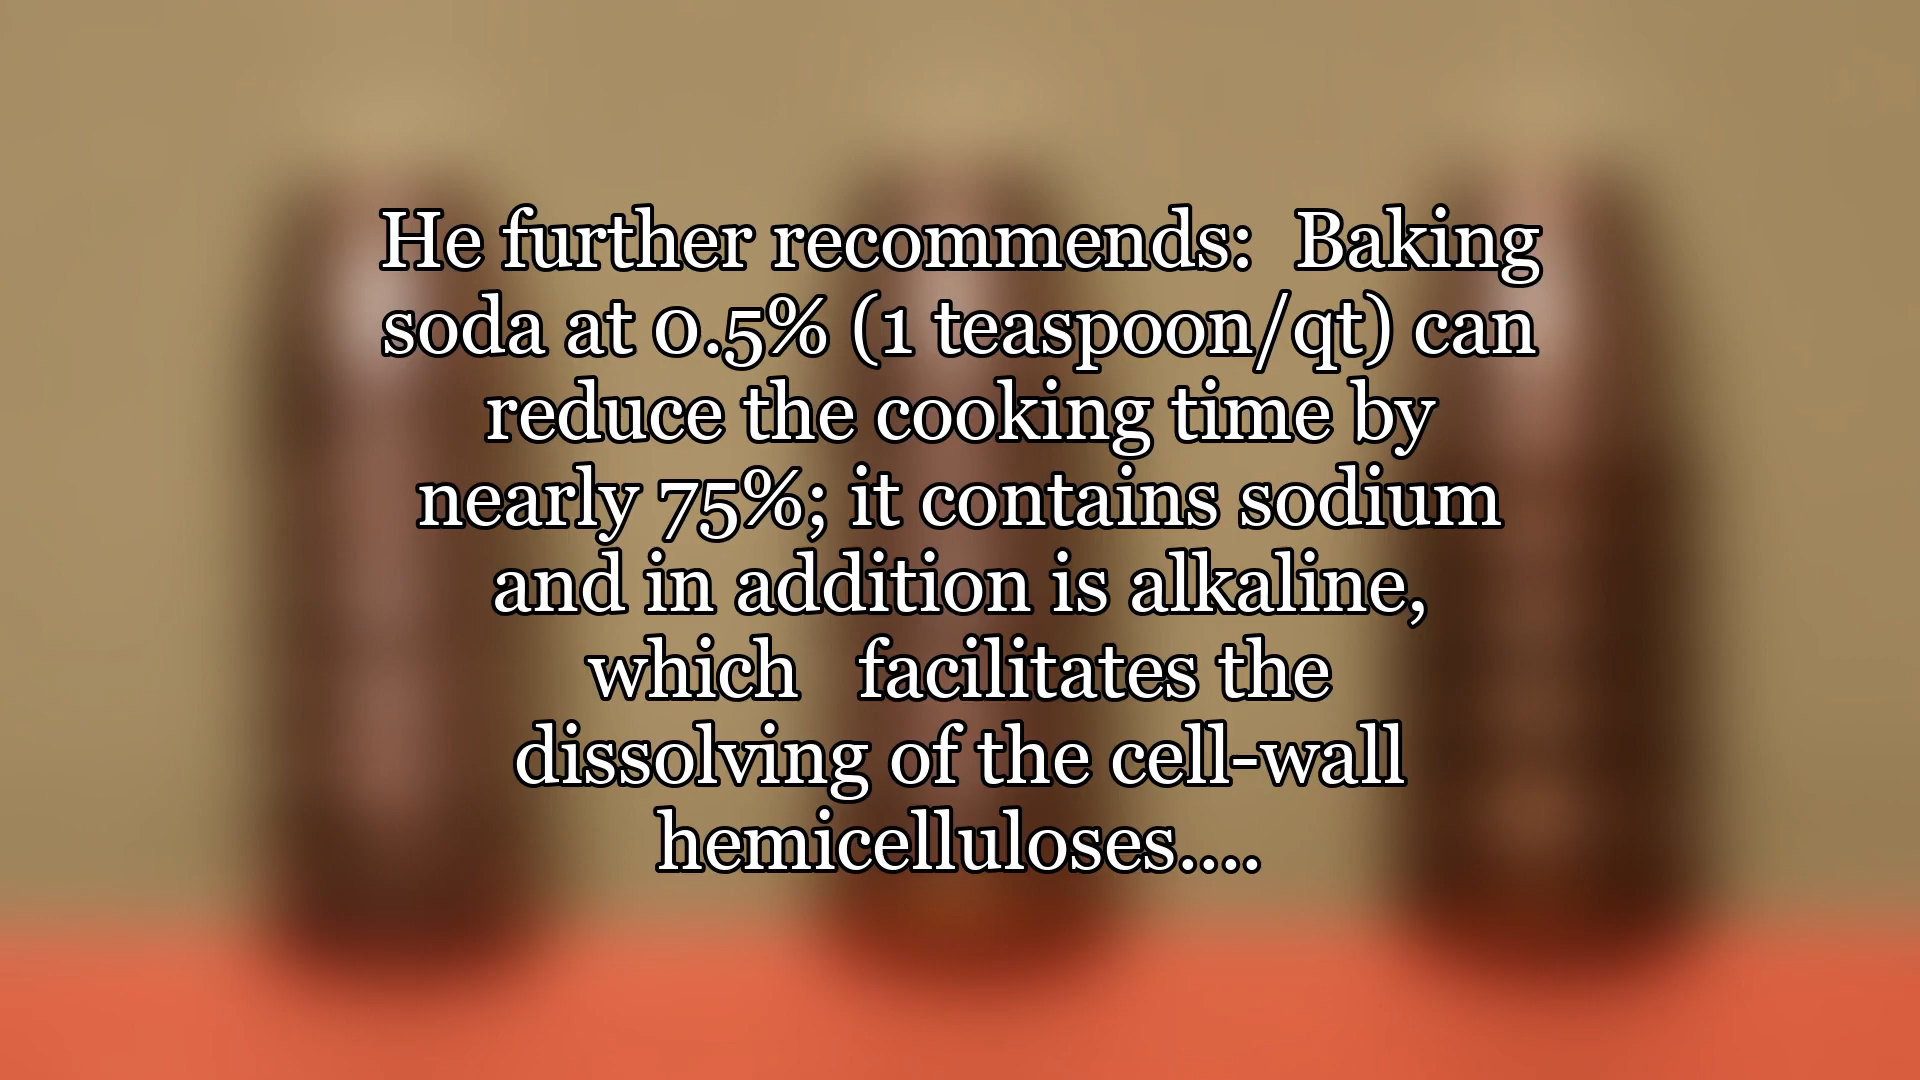 He further recommends:  Baking
soda at 0.5% (1 teaspoon/qt) can
reduce the cooking time by
nearly 75%; it contains sodium
and in addition is alkaline,
which   facilitates the
dissolving of the cell-wall
hemicelluloses....